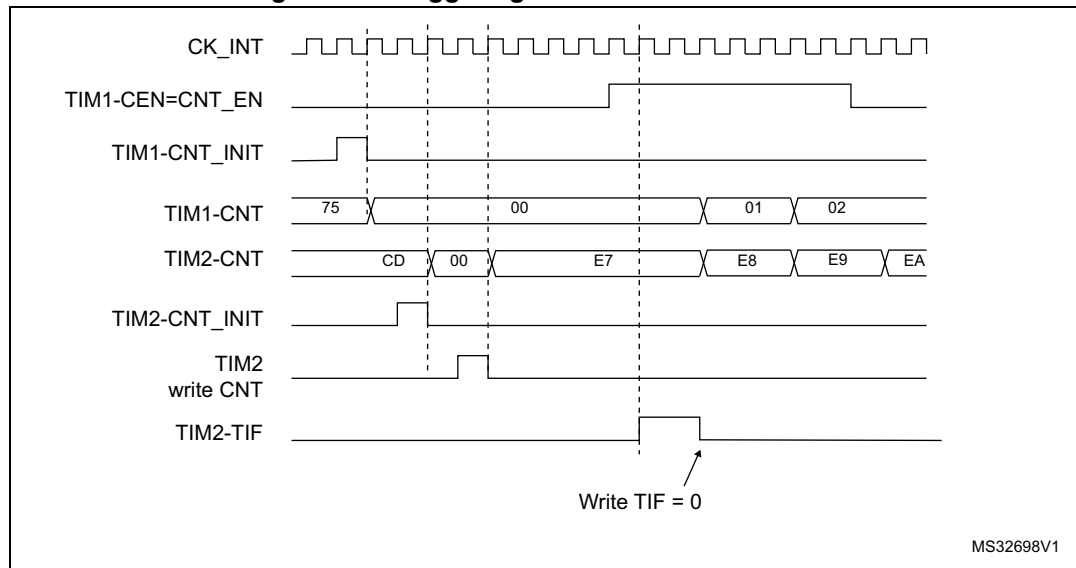 CK_INT
TIM1-CEN=CNT_EN
TIM1-CNT_INIT
TIM1-CNT 75 00 01 02
TIM2-CNT CD 00 E7 E8 E9 EA
TIM2-CNT_INIT
TIM2
write CNT
TIM2-TIF
Write TIF = 0
MS32698V1